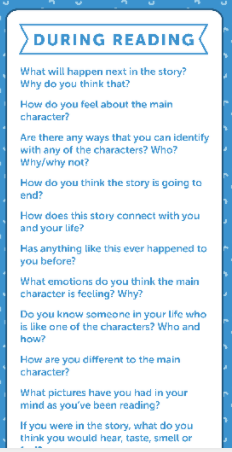 DURING READING
What will happen next in the story?
Why do you think that?
How do you feel about the main
character?
Are there any ways that you can identify
with any of the characters? Who?
Why/why not?
How do you think the story is going to
end?
How does this story connect with you
and your life?
Has anything like this ever happened to
you before?
What emotions do you think the main
character is feeling? Why?
Do you know someone in your life who
is like one of the characters? Who and
how?
How are you different to the main
character?
What pictures have you had in your
mind as you've been reading?
If you were in the story, what do you
think you would hear, taste, smell or